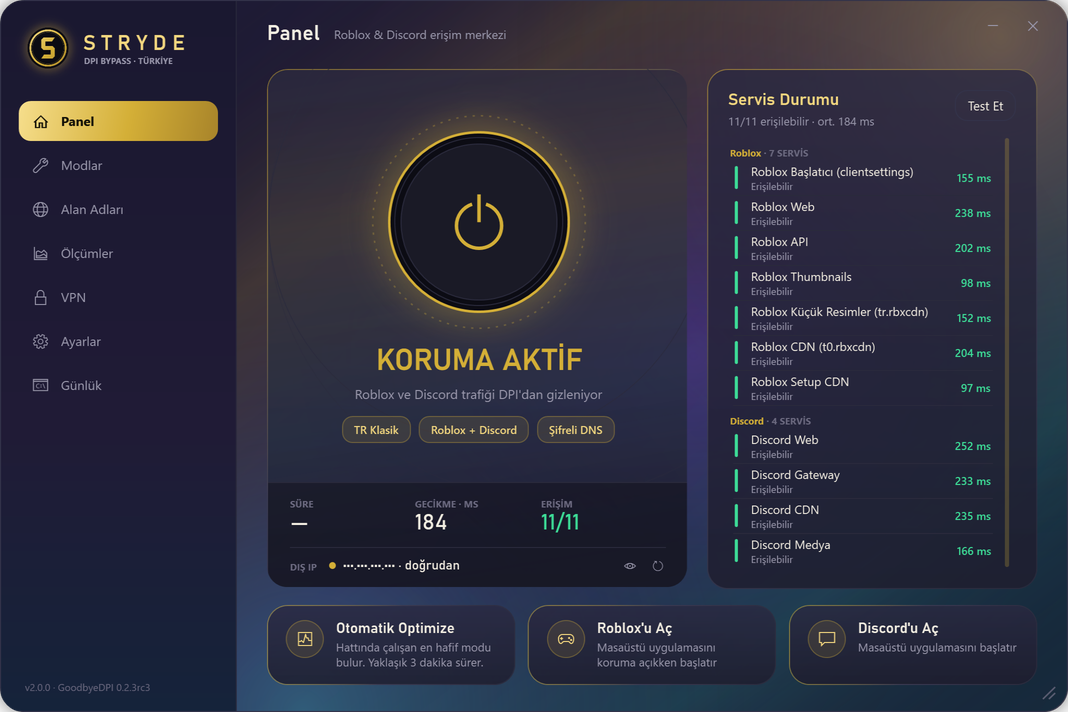 STRYDE
DPI BYPASS · TÜRKİYE
Panel
Modlar
Alan Adları
Ölçümler
VPN
Ayarlar
Günlük
v2.0.0 · GoodbyeDPI 0.2.3rc3
Panel Roblox & Discord erişim merkezi
KORUMA AKTİF
Roblox ve Discord trafiği DPI'dan gizleniyor
TR Klasik Roblox + Discord Şifreli DNS
SÜRE GECİKME · MS ERİŞİM
— 184 11/11
DIŞ IP •••.•••.•••.••• · doğrudan
Servis Durumu
11/11 erişilebilir · ort. 184 ms
Test Et
Roblox · 7 SERVİS
Roblox Başlatıcı (clientsettings) 155 ms
Erişilebilir
Roblox Web 238 ms
Erişilebilir
Roblox API 202 ms
Erişilebilir
Roblox Thumbnails 98 ms
Erişilebilir
Roblox Küçük Resimler (tr.rbxcdn) 152 ms
Erişilebilir
Roblox CDN (t0.rbxcdn) 204 ms
Erişilebilir
Roblox Setup CDN 97 ms
Erişilebilir
Discord · 4 SERVİS
Discord Web 252 ms
Erişilebilir
Discord Gateway 233 ms
Erişilebilir
Discord CDN 235 ms
Erişilebilir
Discord Medya 166 ms
Erişilebilir
Otomatik Optimize
Hattında çalışan en hafif modu
bulur. Yaklaşık 3 dakika sürer.
Roblox'u Aç
Masaüstü uygulamasını
koruma açıkken başlatır
Discord'u Aç
Masaüstü uygulamasını başlatır